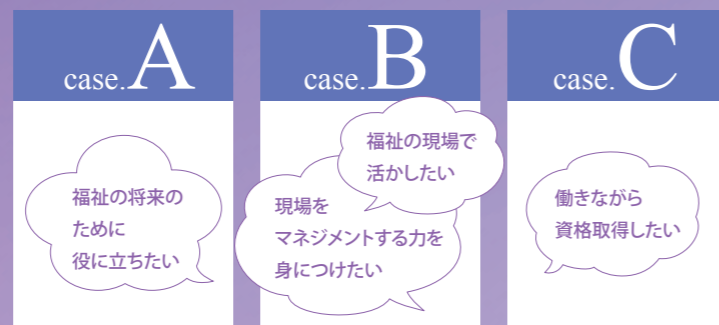 case.A
福祉の将来の
ために
役に立ちたい
case.B
福祉の現場で
活かしたい
現場を
マネジメントする力を
身につけたい
case.C
働きながら
資格取得したい